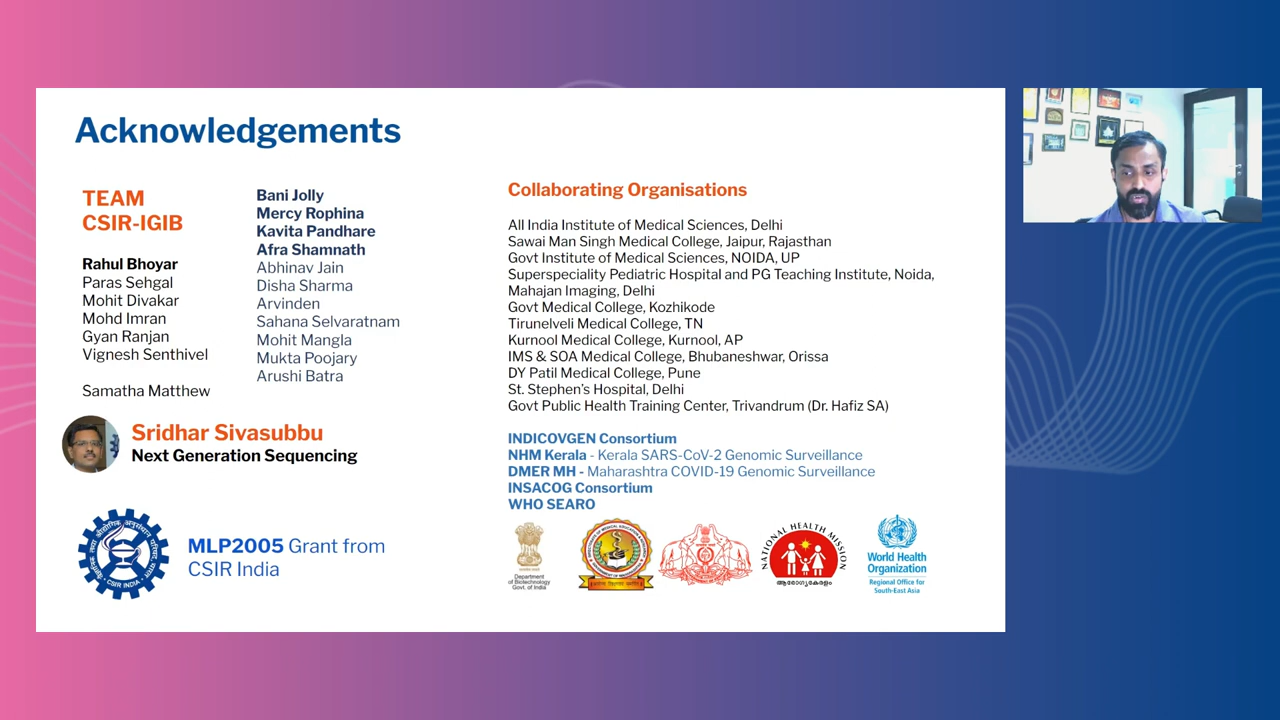 Acknowledgements
TEAM
CSIR-IGIB
Rahul Bhoyar
Paras Sehgal
Mohit Divakar
Mohd Imran
Gyan Ranjan
Vignesh Senthivel
Samatha Matthew
Bani Jolly
Mercy Rophina
Kavita Pandhare
Afra Shamnath
Abhinav Jain
Disha Sharma
Arvinden
Sahana Selvaratnam
Mohit Mangla
Mukta Poojary
Arushi Batra
Sridhar Sivasubbu
Next Generation Sequencing
CSIR INDIA
MLP2005 Grant from
CSIR India
Collaborating Organisations
All India Institute of Medical Sciences, Delhi
Sawai Man Singh Medical College, Jaipur, Rajasthan
Govt Institute of Medical Sciences, NOIDA, UP
Superspeciality Pediatric Hospital and PG Teaching Institute, Noida,
Mahajan Imaging, Delhi
Govt Medical College, Kozhikode
Tirunelveli Medical College, TN
Kurnool Medical College, Kurnool, AP
IMS & SOA Medical College, Bhubaneshwar, Orissa
DY Patil Medical College, Pune
St. Stephen's Hospital, Delhi
Govt Public Health Training Center, Trivandrum (Dr. Hafiz SA)
INDICOVGEN Consortium
NHM Kerala - Kerala SARS-CoV-2 Genomic Surveillance
DMER MH - Maharashtra COVID-19 Genomic Surveillance
INSACOG Consortium
WHO SEARO
Department
of Biotechnology
Govt. of India
NATIONAL HEALTH MISSION
ആരോഗ്യകേരളം
World Health
Organization
Regional Office for
South-East Asia